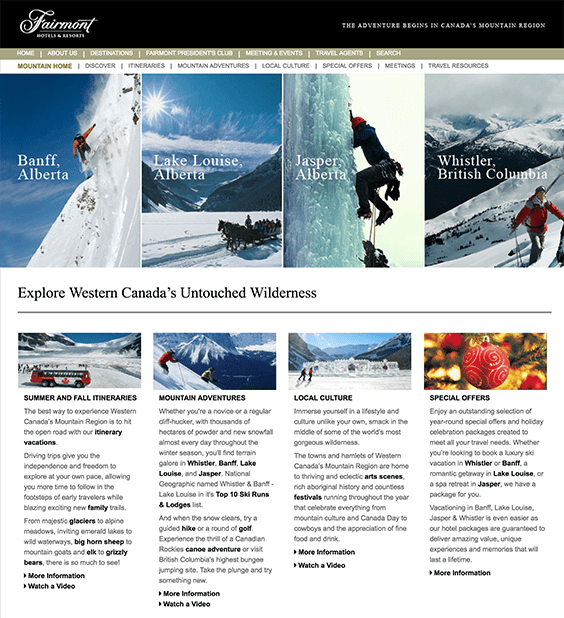 Fairmont
HOTELS & RESORTS
THE ADVENTURE BEGINS IN CANADA'S MOUNTAIN REGION
HOME | ABOUT US | DESTINATIONS | FAIRMONT PRESIDENT'S CLUB | MEETING & EVENTS | TRAVEL AGENTS | SEARCH
MOUNTAIN HOME | DISCOVER | ITINERARIES | MOUNTAIN ADVENTURES | LOCAL CULTURE | SPECIAL OFFERS | MEETINGS | TRAVEL RESOURCES
Banff,
Alberta
Lake Louise,
Alberta
Jasper,
Alberta
Whistler,
British Columbia
Explore Western Canada's Untouched Wilderness
SUMMER AND FALL ITINERARIES
The best way to experience Western
Canada's Mountain Region is to hit
the open road with our itinerary
vacations.
Driving trips give you the
independence and freedom to
explore at your own pace, allowing
you more time to follow in the
footsteps of early travelers while
blazing exciting new family trails.
From majestic glaciers to alpine
meadows, inviting emerald lakes to
wild waterways, big horn sheep to
mountain goats and elk to grizzly
bears, there is so much to see!
More Information
Watch a Video
MOUNTAIN ADVENTURES
Whether you're a novice or a regular
cliff-hucker, with thousands of
hectares of powder and new snowfall
almost every day throughout the
winter season, you'll find terrain
galore in Whistler, Banff, Lake
Louise, and Jasper. National
Geographic named Whistler & Banff -
Lake Louise in it's Top 10 Ski Runs
& Lodges list.
And when the snow clears, try a
guided hike or a round of golf.
Experience the thrill of a Canadian
Rockies canoe adventure or visit
British Columbia's highest bungee
jumping site. Take the plunge and try
something new.
More Information
Watch a Video
LOCAL CULTURE
Immerse yourself in a lifestyle and
culture unlike your own, smack in the
middle of some of the world's most
gorgeous wilderness.
The towns and hamlets of Western
Canada's Mountain Region are home
to thriving and eclectic arts scenes,
rich aboriginal history and countless
festivals running throughout the year
that celebrate everything from
mountain culture and Canada Day to
cowboys and the appreciation of fine
food and drink.
More Information
Watch a Video
SPECIAL OFFERS
Enjoy an outstanding selection of
year-round special offers and holiday
celebration packages created to
meet all your travel needs. Whether
you're looking to book a luxury ski
vacation in Whistler or Banff, a
romantic getaway in Lake Louise, or
a spa retreat in Jasper, we have a
package for you.
Vacationing in Banff, Lake Louise,
Jasper & Whistler is even easier as
our hotel packages are guaranteed to
deliver amazing value, unique
experiences and memories that will
last a lifetime.
More Information